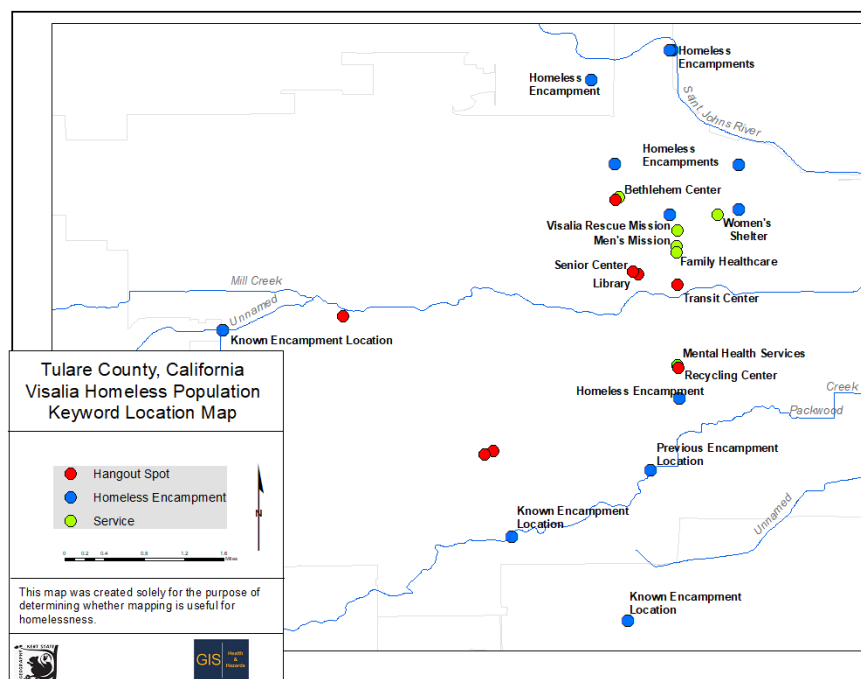 Homeless
Encampments
Homeless
Encampment
Saint Johns River
Homeless
Encampments
Bethlehem Center
Visalia Rescue Mission
Women's
Shelter
Men's Mission
Family Healthcare
Senior Center
Library
Transit Center
Mill Creek
Unnamed
Known Encampment Location
Mental Health Services
Recycling Center
Homeless Encampment
Creek
Packwood
Previous Encampment
Location
Known Encampment
Location
Unnamed
Known Encampment
Location
Tulare County, California
Visalia Homeless Population
Keyword Location Map
Hangout Spot
Homeless Encampment
Service
N
0 0.2 0.4 0.8 1.2 1.6
Miles
This map was created solely for the purpose of
determining whether mapping is useful for
homelessness.
KENT STATE
GEOGRAPHY
GIS Health
&
Hazards